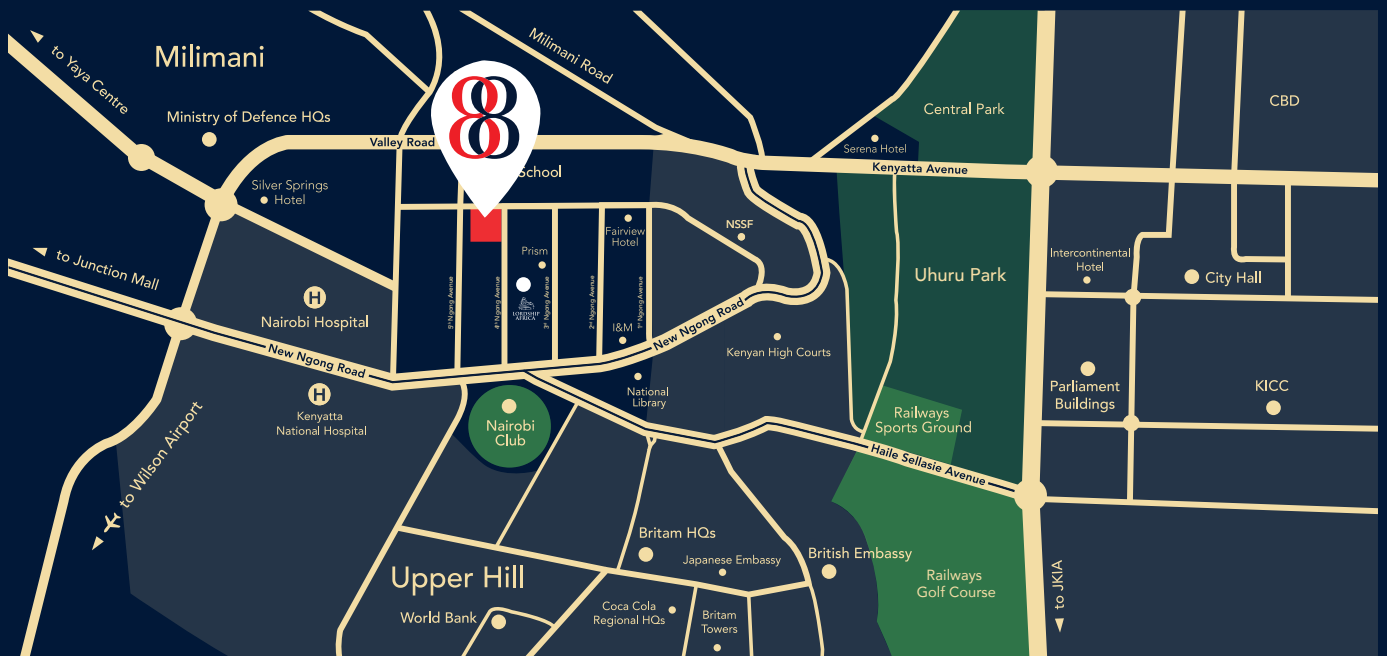 to Yaya Centre
Milimani
Milimani Road
Ministry of Defence HQs
Central Park
CBD
88
Valley Road
Serena Hotel
School
Kenyatta Avenue
Silver Springs
Hotel
NSSF
Fairview
Hotel
Prism
to Junction Mall
Intercontinental
Hotel
Uhuru Park
City Hall
5th Ngong Avenue
4th Ngong Avenue
LORDSHIP
AFRICA
3rd Ngong Avenue
2nd Ngong Avenue
1st Ngong Avenue
H
Nairobi Hospital
I&M
New Ngong Road
Kenyan High Courts
New Ngong Road
H
Kenyatta
National Hospital
National
Library
Parliament
Buildings
KICC
Nairobi
Club
Railways
Sports Ground
Haile Sellasie Avenue
to Wilson Airport
Britam HQs
Japanese Embassy
British Embassy
Upper Hill
Railways
Golf Course
to JKIA
World Bank
Coca Cola
Regional HQs
Britam
Towers